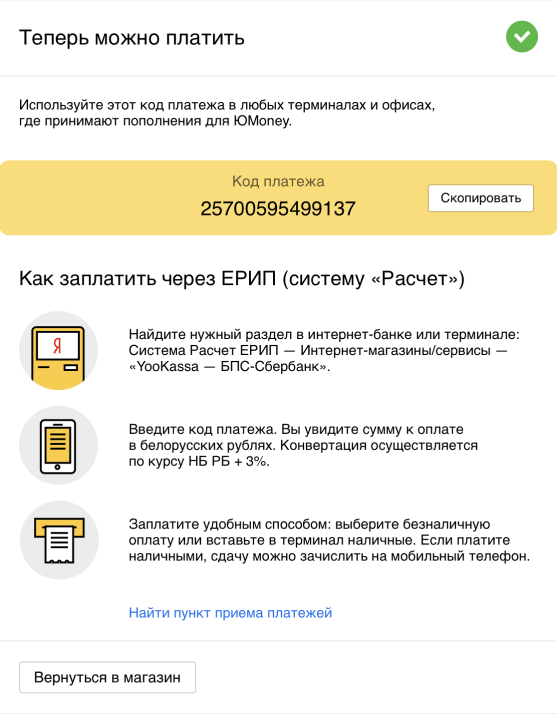 Теперь можно платить
Используйте этот код платежа в любых терминалах и офисах,
где принимают пополнения для ЮMoney.
Код платежа
25700595499137
Скопировать
Как заплатить через ЕРИП (систему «Расчет»)
Я
Найдите нужный раздел в интернет-банке или терминале:
Система Расчет ЕРИП — Интернет-магазины/сервисы —
«YooKassa — БПС-Сбербанк».
Введите код платежа. Вы увидите сумму к оплате
в белорусских рублях. Конвертация осуществляется
по курсу НБ РБ + 3%.
Заплатите удобным способом: выберите безналичную
оплату или вставьте в терминал наличные. Если платите
наличными, сдачу можно зачислить на мобильный телефон.
Найти пункт приема платежей
Вернуться в магазин